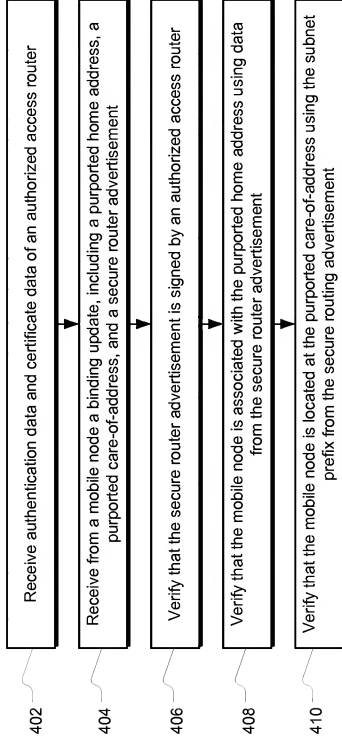 402
Receive authentication data and certificate data of an authorized access router
404
Receive from a mobile node a binding update, including a purported home address, a
purported care-of-address, and a secure router advertisement
406
Verify that the secure router advertisement is signed by an authorized access router
408
Verify that the mobile node is associated with the purported home address using data
from the secure router advertisement
410
Verify that the mobile node is located at the purported care-of-address using the subnet
prefix from the secure routing advertisement